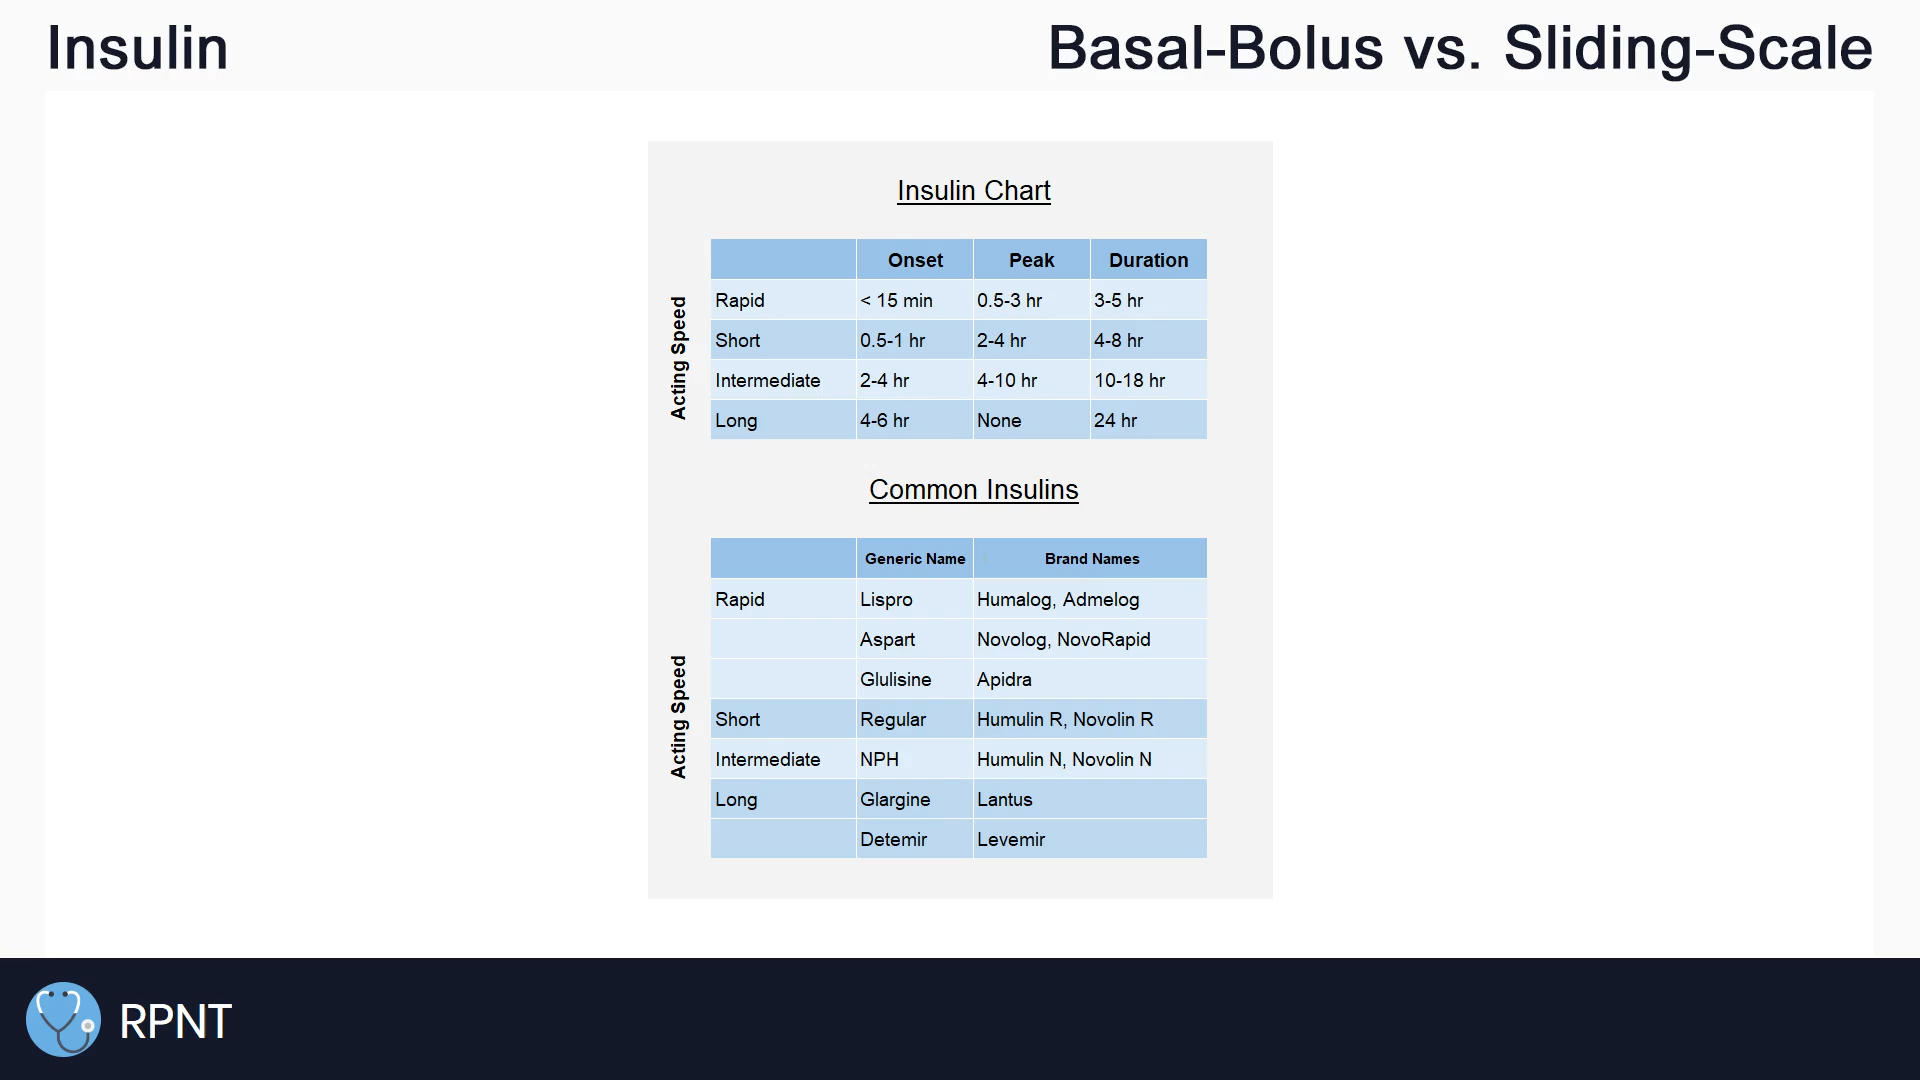 Insulin
Basal-Bolus vs. Sliding-Scale
Insulin Chart
Acting Speed
Onset Peak Duration
Rapid < 15 min 0.5-3 hr 3-5 hr
Short 0.5-1 hr 2-4 hr 4-8 hr
Intermediate 2-4 hr 4-10 hr 10-18 hr
Long 4-6 hr None 24 hr
Common Insulins
Acting Speed
Generic Name Brand Names
Rapid Lispro Humalog, Admelog
Aspart Novolog, NovoRapid
Glulisine Apidra
Short Regular Humulin R, Novolin R
Intermediate NPH Humulin N, Novolin N
Long Glargine Lantus
Detemir Levemir
RPNT